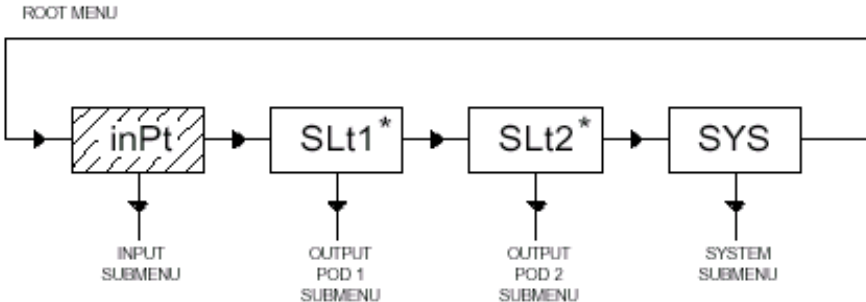 ROOT MENU
inPt
SLt1*
SLt2*
SYS
INPUT
SUBMENU
OUTPUT
POD 1
SUBMENU
OUTPUT
POD 2
SUBMENU
SYSTEM
SUBMENU